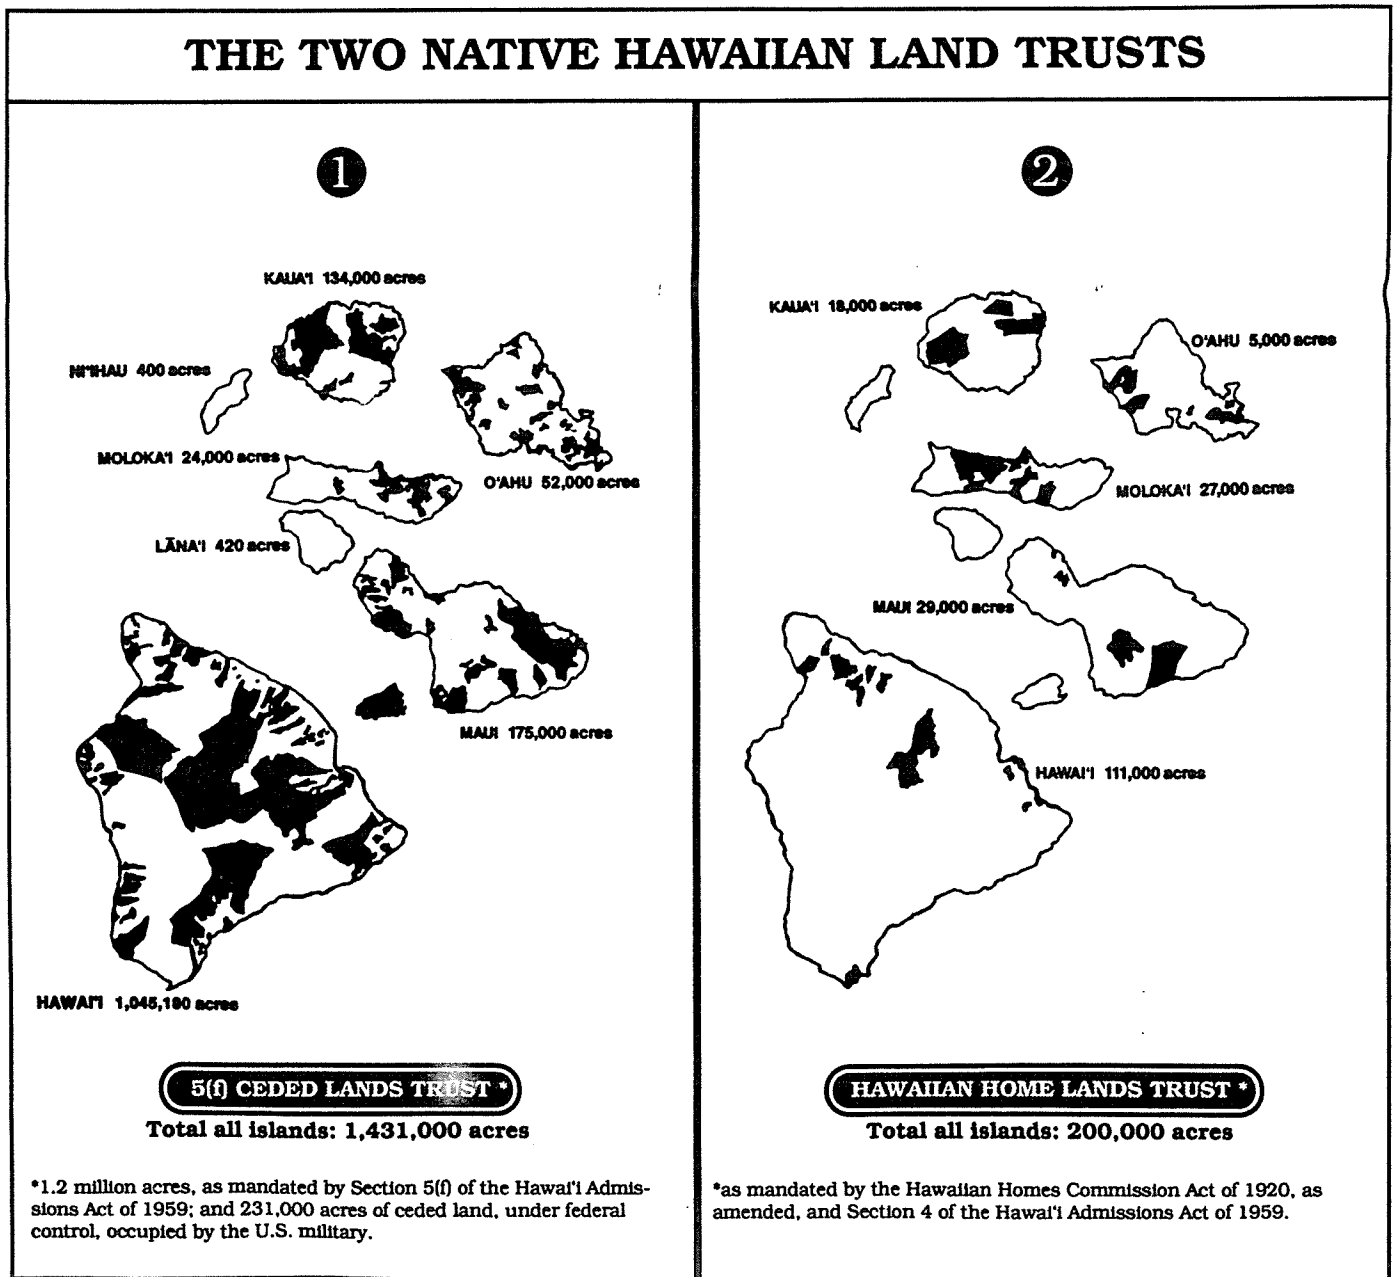 THE TWO NATIVE HAWAIIAN LAND TRUSTS
1
KAUA'I 134,000 acres
NI'IHAU 400 acres
MOLOKA'I 24,000 acres
O'AHU 52,000 acres
LĀNA'I 420 acres
MAUI 175,000 acres
HAWAI'I 1,045,180 acres
5(f) CEDED LANDS TRUST *
Total all islands: 1,431,000 acres
*1.2 million acres, as mandated by Section 5(f) of the Hawai'i Admis-
sions Act of 1959; and 231,000 acres of ceded land, under federal
control, occupied by the U.S. military.
2
KAUA'I 18,000 acres
O'AHU 5,000 acres
MOLOKA'I 27,000 acres
MAUI 29,000 acres
HAWAI'I 111,000 acres
HAWAIIAN HOME LANDS TRUST *
Total all islands: 200,000 acres
*as mandated by the Hawaiian Homes Commission Act of 1920, as
amended, and Section 4 of the Hawai'i Admissions Act of 1959.